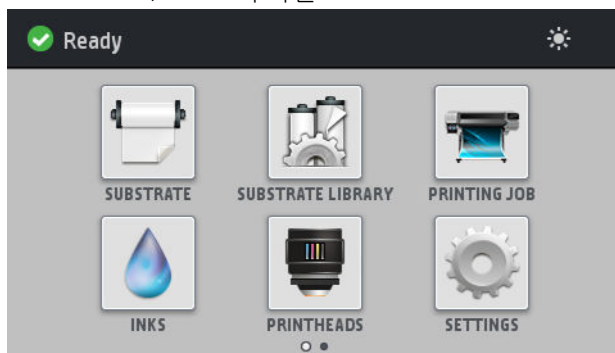 Ready
SUBSTRATE
SUBSTRATE LIBRARY
PRINTING JOB
INKS
PRINTHEADS
SETTINGS